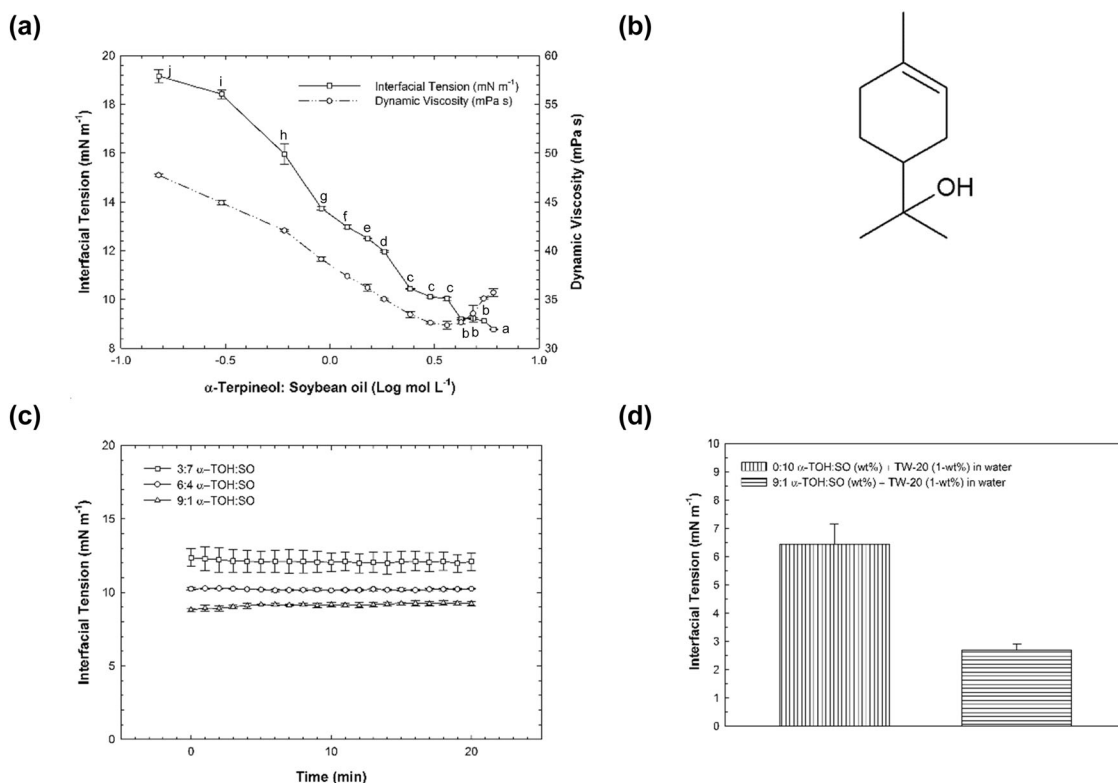 (a)
Interfacial Tension (mN m⁻¹)
20
18
16
14
12
10
8
j
i
h
g
f
e
d
c
c
c
b
b
b
a
Interfacial Tension (mN m⁻¹)
Dynamic Viscosity (mPa s)
60
55
50
45
40
35
30
Dynamic Viscosity (mPa s)
-1.0
-0.5
0.0
0.5
1.0
α-Terpineol: Soybean oil (Log mol L⁻¹)
(b)
OH
(c)
Interfacial Tension (mN m⁻¹)
20
15
10
5
0
3:7 α–TOH:SO
6:4 α–TOH:SO
9:1 α–TOH:SO
0
10
20
Time (min)
(d)
Interfacial Tension (mN m⁻¹)
10
9
8
7
6
5
4
3
2
1
0
0:10 α-TOH:SO (wt%) + TW-20 (1-wt%) in water
9:1 α-TOH:SO (wt%) – TW-20 (1-wt%) in water